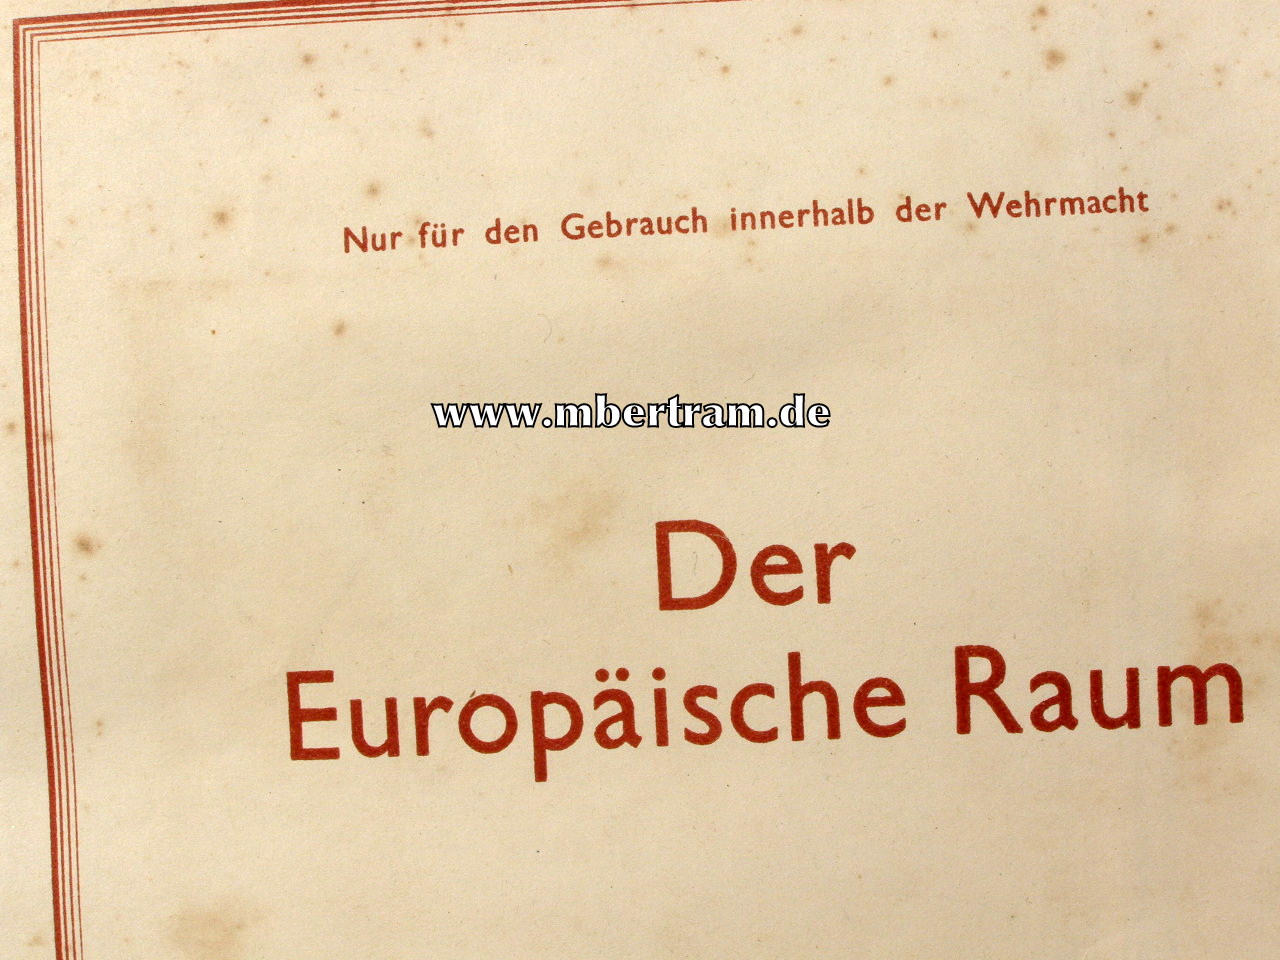 Nur für den Gebrauch innerhalb der Wehrmacht
www.mbertram.de
Der
Europäische Raum